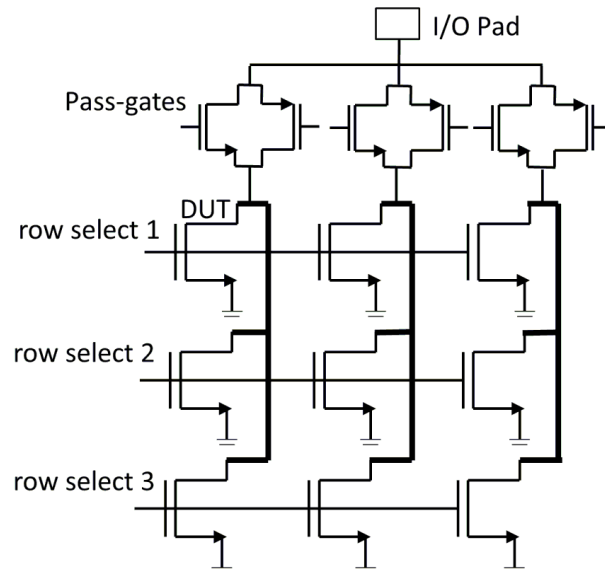 I/O Pad
Pass-gates
DUT
row select 1
row select 2
row select 3